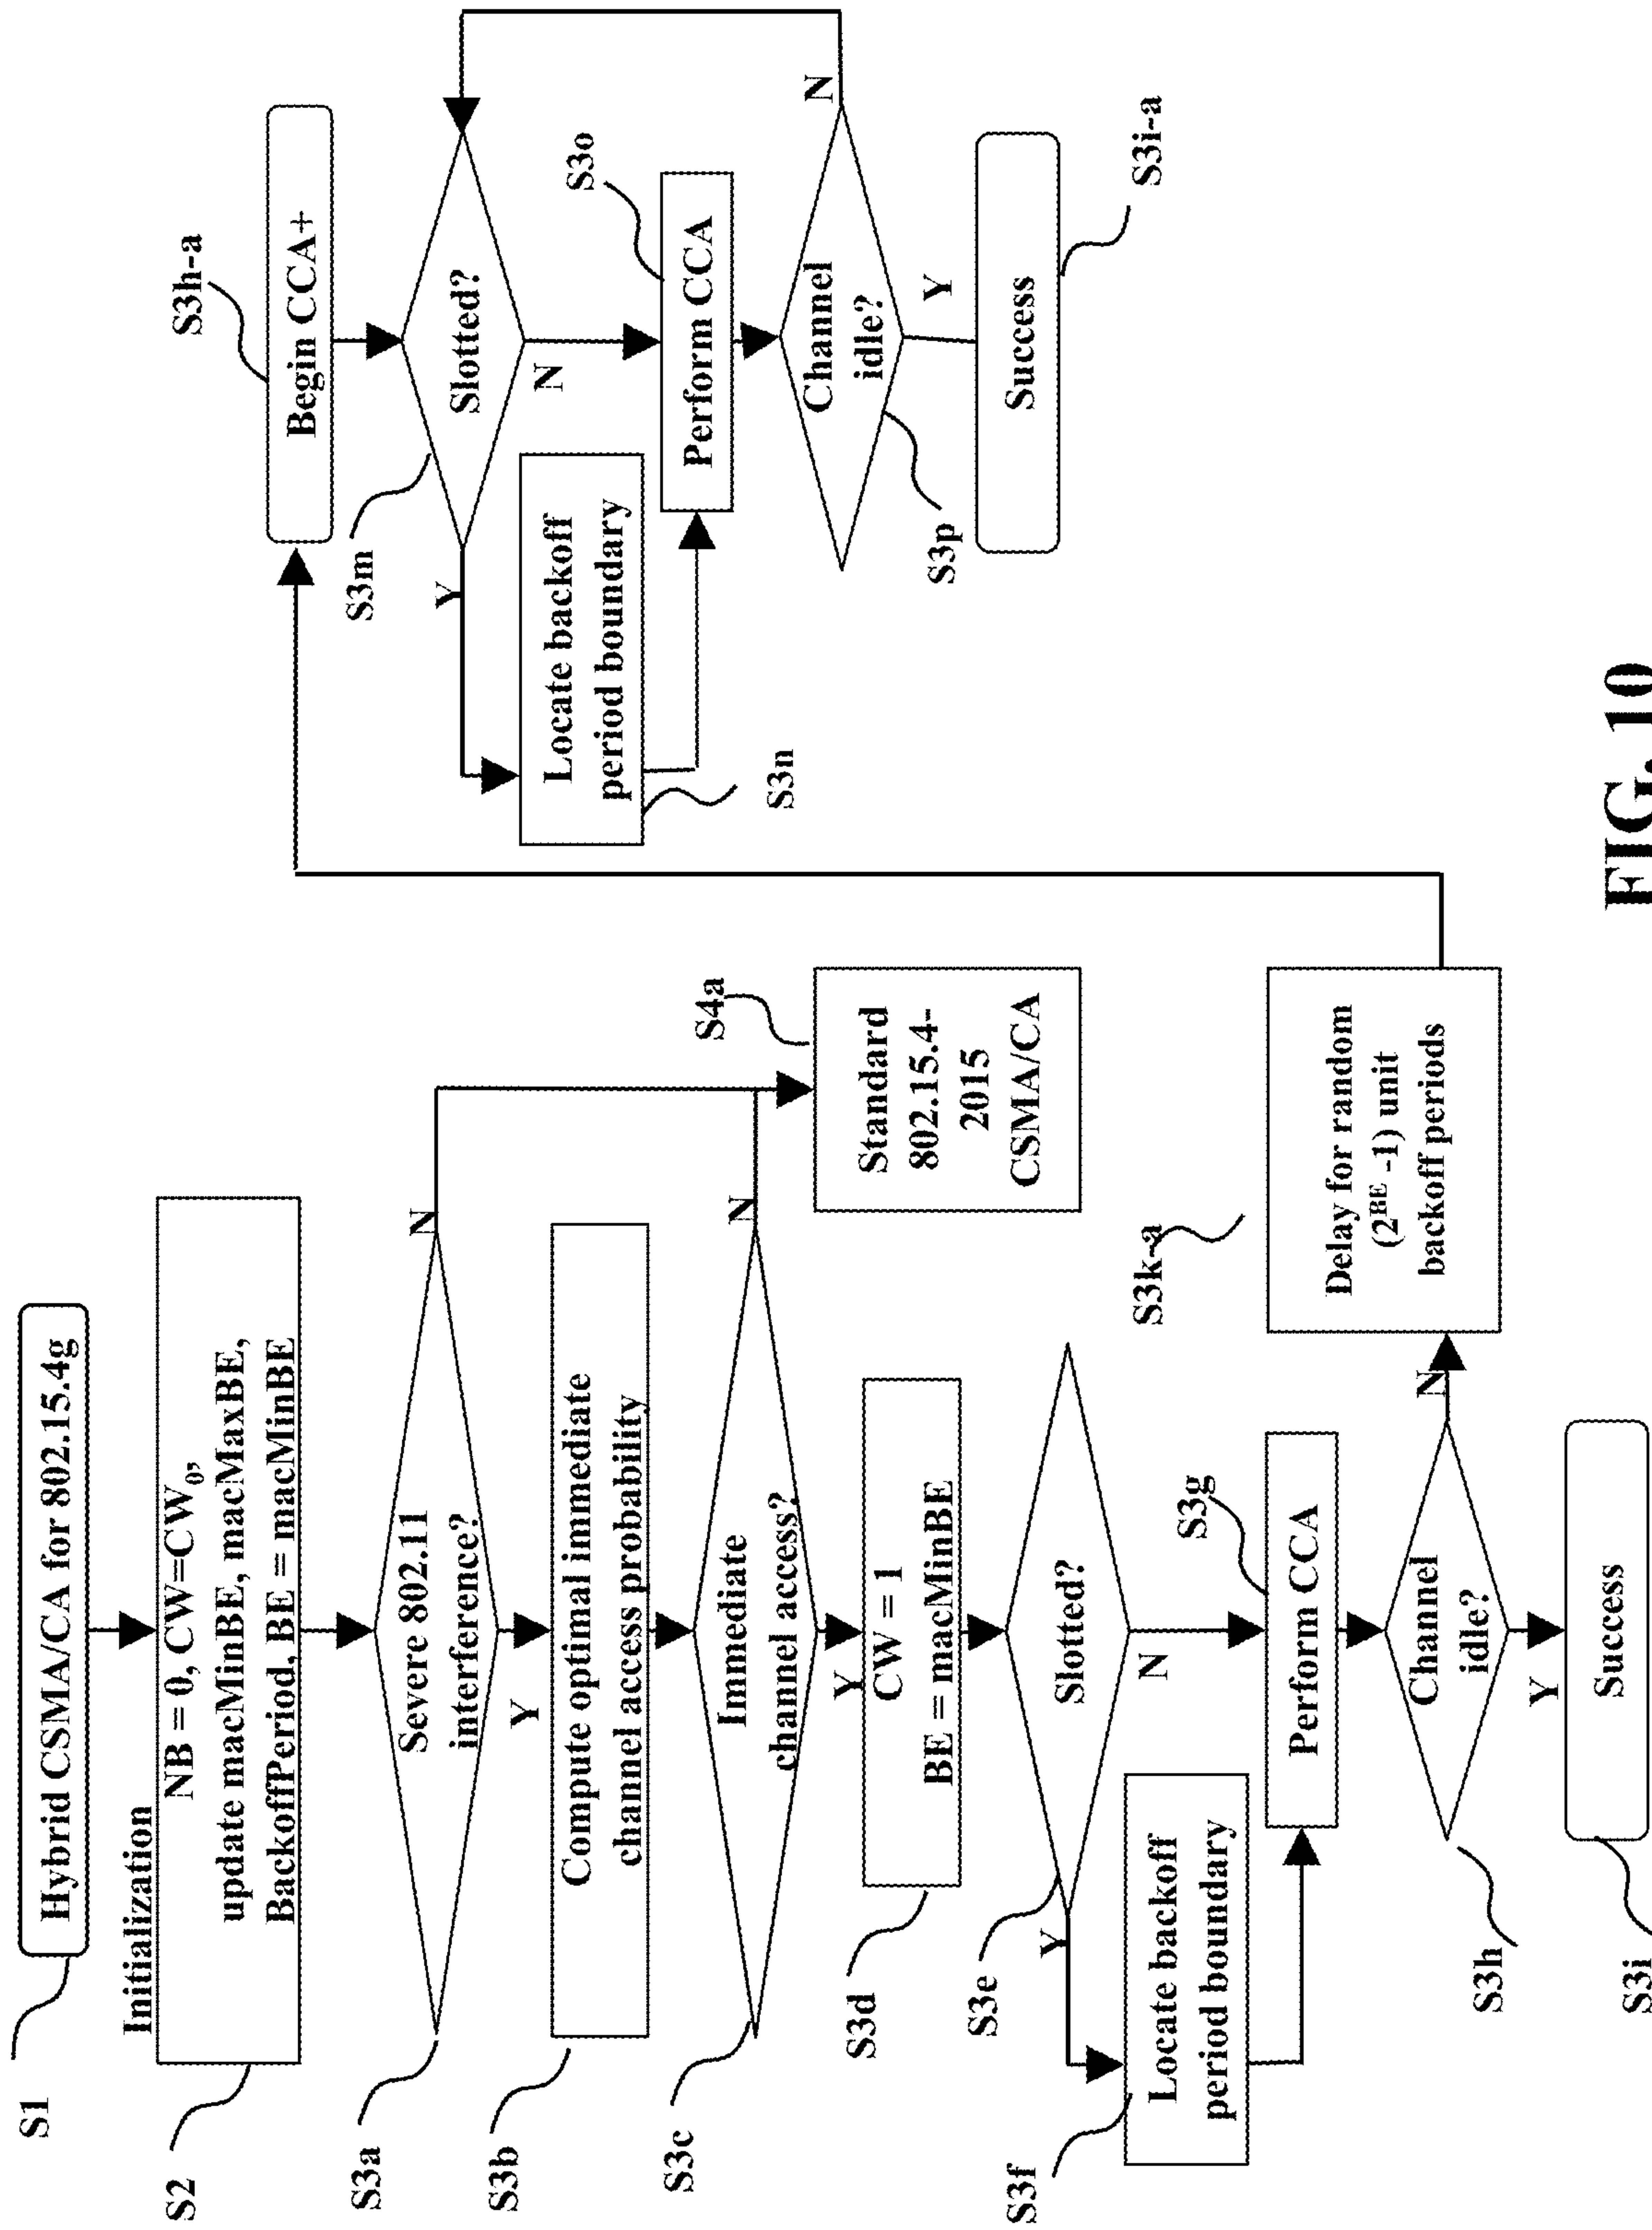 S1
Hybrid CSMA/CA for 802.15.4g
Initialization
S2
NB = 0, CW=CW₀,
update macMinBE, macMaxBE,
BackoffPeriod, BE = macMinBE
S3a
Severe 802.11
interference?
N
Y
S3b
Compute optimal immediate
channel access probability
S3c
Immediate
channel access?
N
Y
S4a
Standard
802.15.4-
2015
CSMA/CA
S3d
CW = 1
BE = macMinBE
S3e
Slotted?
Y
N
S3f
Locate backoff
period boundary
S3g
Perform CCA
S3h
Channel
idle?
N
Y
S3i
Success
S3k-a
Delay for random
(2ᴮᴱ -1) unit
backoff periods
S3h-a
Begin CCA+
S3m
Slotted?
Y
N
S3n
Locate backoff
period boundary
S3o
Perform CCA
S3p
Channel
idle?
N
Y
Success
S3i-a
FIG. 10